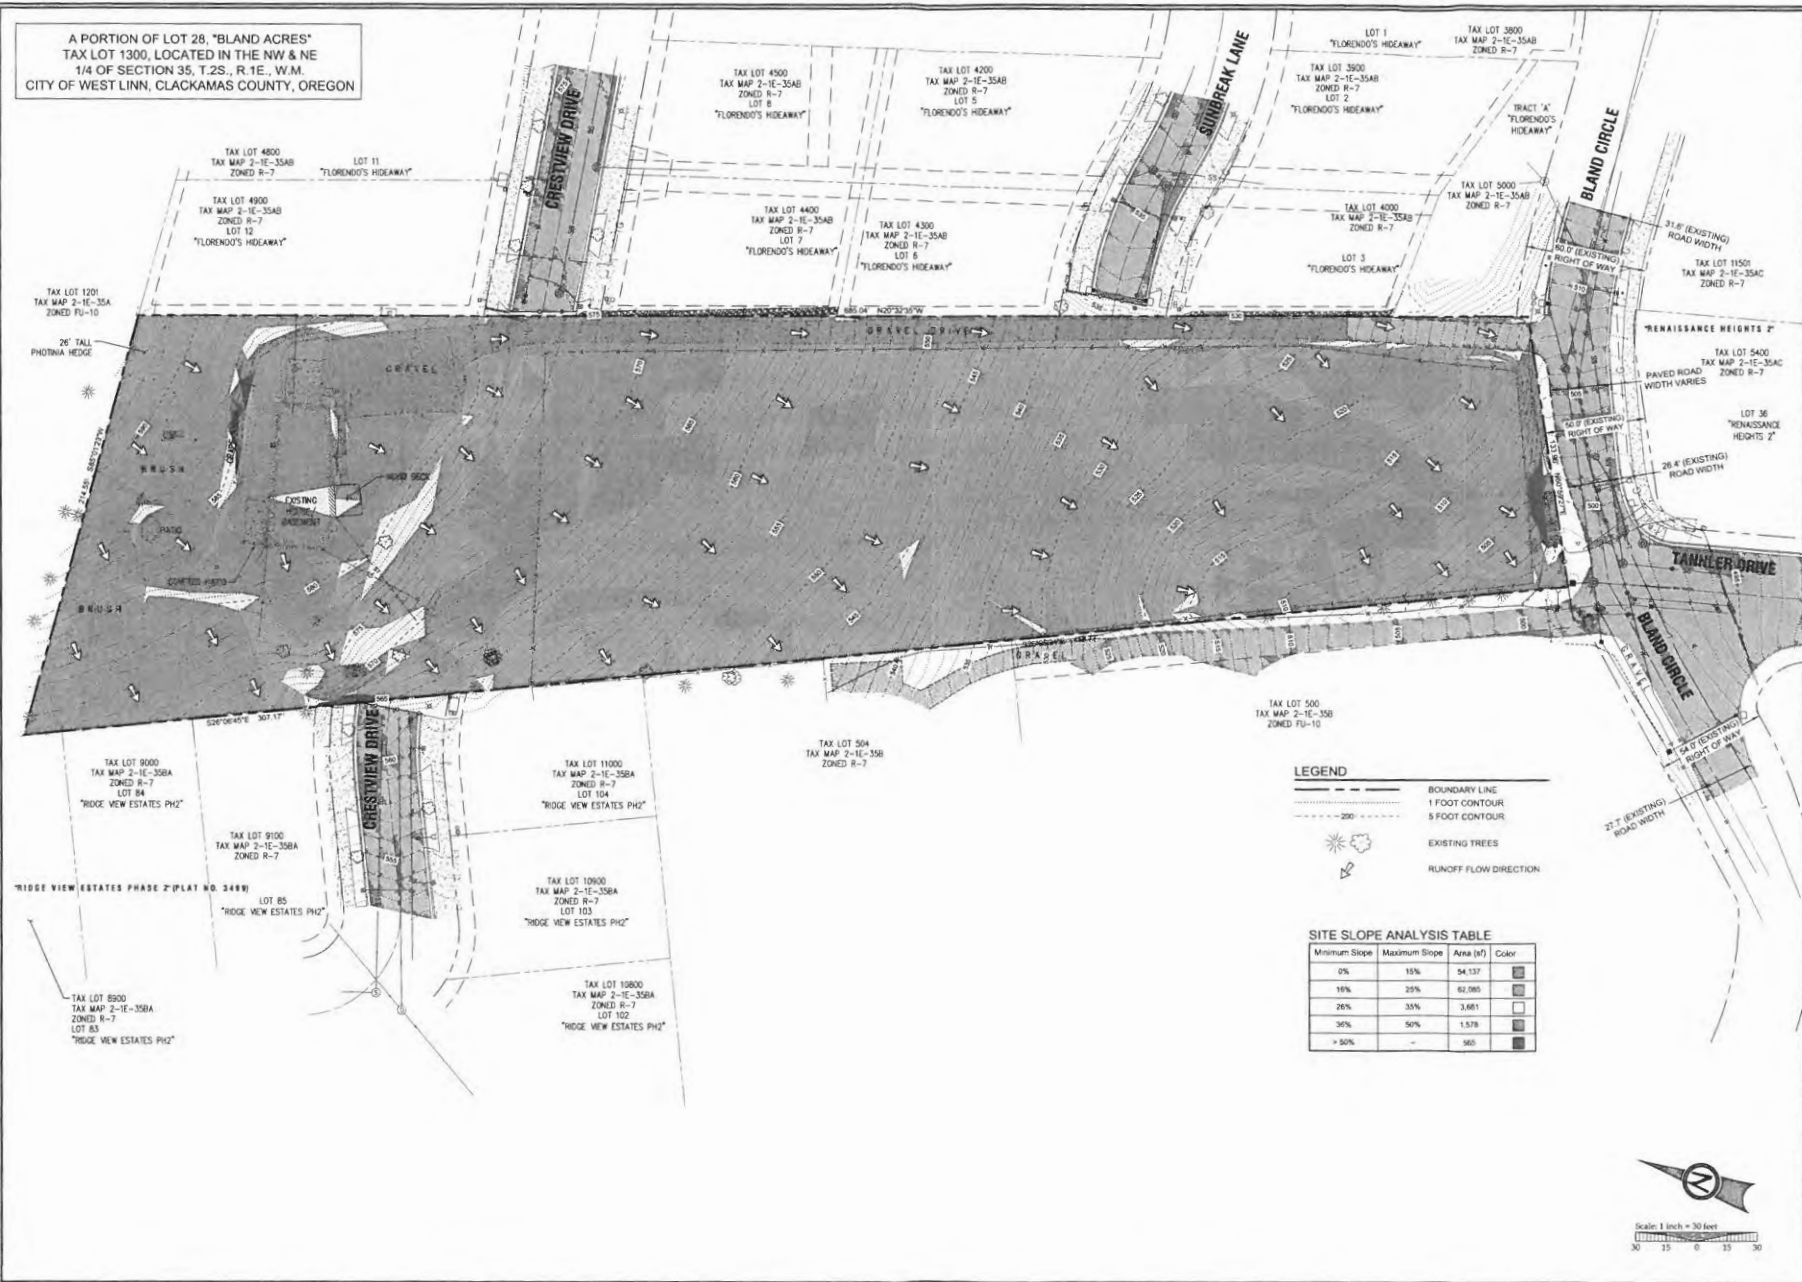 A PORTION OF LOT 28, "BLAND ACRES"
TAX LOT 1300, LOCATED IN THE NW & NE
1/4 OF SECTION 35, T.2S., R.1E., W.M.
CITY OF WEST LINN, CLACKAMAS COUNTY, OREGON
TAX LOT 4800
TAX MAP 2-1E-35AB
ZONED R-7
LOT 11
"FLORENDO'S HIDEAWAY"
TAX LOT 4900
TAX MAP 2-1E-35AB
ZONED R-7
LOT 12
"FLORENDO'S HIDEAWAY"
CRESTVIEW DRIVE
TAX LOT 4500
TAX MAP 2-1E-35AB
ZONED R-7
LOT 8
"FLORENDO'S HIDEAWAY"
TAX LOT 4200
TAX MAP 2-1E-35AB
ZONED R-7
LOT 5
"FLORENDO'S HIDEAWAY"
TAX LOT 4400
TAX MAP 2-1E-35AB
ZONED R-7
LOT 7
"FLORENDO'S HIDEAWAY"
TAX LOT 4300
TAX MAP 2-1E-35AB
ZONED R-7
LOT 6
"FLORENDO'S HIDEAWAY"
SUNBREAK LANE
LOT 1
"FLORENDO'S HIDEAWAY"
TAX LOT 3800
TAX MAP 2-1E-35AB
ZONED R-7
TAX LOT 3900
TAX MAP 2-1E-35AB
ZONED R-7
LOT 2
"FLORENDO'S HIDEAWAY"
TRACT 'A'
"FLORENDO'S
HIDEAWAY"
BLAND CIRCLE
TAX LOT 5000
TAX MAP 2-1E-35AB
ZONED R-7
TAX LOT 4000
TAX MAP 2-1E-35AB
ZONED R-7
LOT 3
"FLORENDO'S HIDEAWAY"
31.6' (EXISTING)
ROAD WIDTH
50.0' (EXISTING)
RIGHT OF WAY
TAX LOT 11501
TAX MAP 2-1E-35AC
ZONED R-7
"RENAISSANCE HEIGHTS 2"
TAX LOT 5400
TAX MAP 2-1E-35AC
ZONED R-7
PAVED ROAD
WIDTH VARIES
LOT 36
"RENAISSANCE
HEIGHTS 2"
50.0' (EXISTING)
RIGHT OF WAY
26.4' (EXISTING)
ROAD WIDTH
TAX LOT 1201
TAX MAP 2-1E-35A
ZONED FU-10
26' TALL
PHOTINIA HEDGE
685.04' N20°32'35"W
GRAVEL DRIVE
GRAVEL
BRUSH
WOOD DECK
EXISTING
HOUSE/
BASEMENT
PATIO
COVERED PATIO
BRUSH
214.55' S85°01'23"W
S26°06'45"E 307.17'
GRAVEL
TANNLER DRIVE
BLAND CIRCLE
GRAVEL
54.0' (EXISTING)
RIGHT OF WAY
27.7' (EXISTING)
ROAD WIDTH
CRESTVIEW DRIVE
TAX LOT 9000
TAX MAP 2-1E-35BA
ZONED R-7
LOT 84
"RIDGE VIEW ESTATES PH2"
TAX LOT 9100
TAX MAP 2-1E-35BA
ZONED R-7
"RIDGE VIEW ESTATES PHASE 2" (PLAT NO. 3499)
LOT 85
"RIDGE VIEW ESTATES PH2"
TAX LOT 8900
TAX MAP 2-1E-35BA
ZONED R-7
LOT 83
"RIDGE VIEW ESTATES PH2"
TAX LOT 11000
TAX MAP 2-1E-35BA
ZONED R-7
LOT 104
"RIDGE VIEW ESTATES PH2"
TAX LOT 10900
TAX MAP 2-1E-35BA
ZONED R-7
LOT 103
"RIDGE VIEW ESTATES PH2"
TAX LOT 10800
TAX MAP 2-1E-35BA
ZONED R-7
LOT 102
"RIDGE VIEW ESTATES PH2"
TAX LOT 504
TAX MAP 2-1E-35B
ZONED R-7
TAX LOT 500
TAX MAP 2-1E-35B
ZONED FU-10
LEGEND
BOUNDARY LINE
1 FOOT CONTOUR
200 5 FOOT CONTOUR
EXISTING TREES
RUNOFF FLOW DIRECTION
SITE SLOPE ANALYSIS TABLE
Minimum Slope Maximum Slope Area (sf) Color
0% 15% 54,137
16% 25% 62,085
26% 35% 3,661
36% 50% 1,578
> 50% - 565
N
Scale: 1 inch = 30 feet
30 15 0 15 30